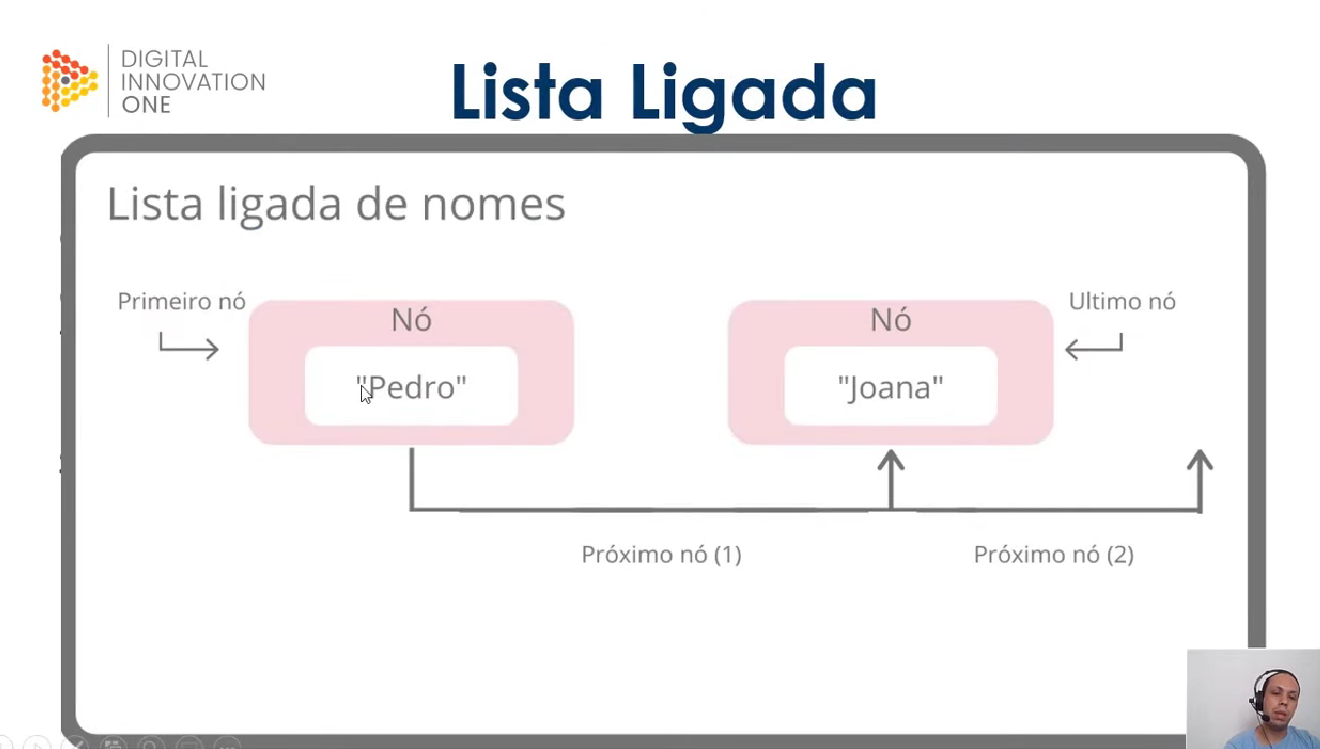 DIGITAL
INNOVATION
ONE
Lista Ligada
Lista ligada de nomes
Primeiro nó
Nó
"Pedro"
Nó
"Joana"
Ultimo nó
Próximo nó (1)
Próximo nó (2)